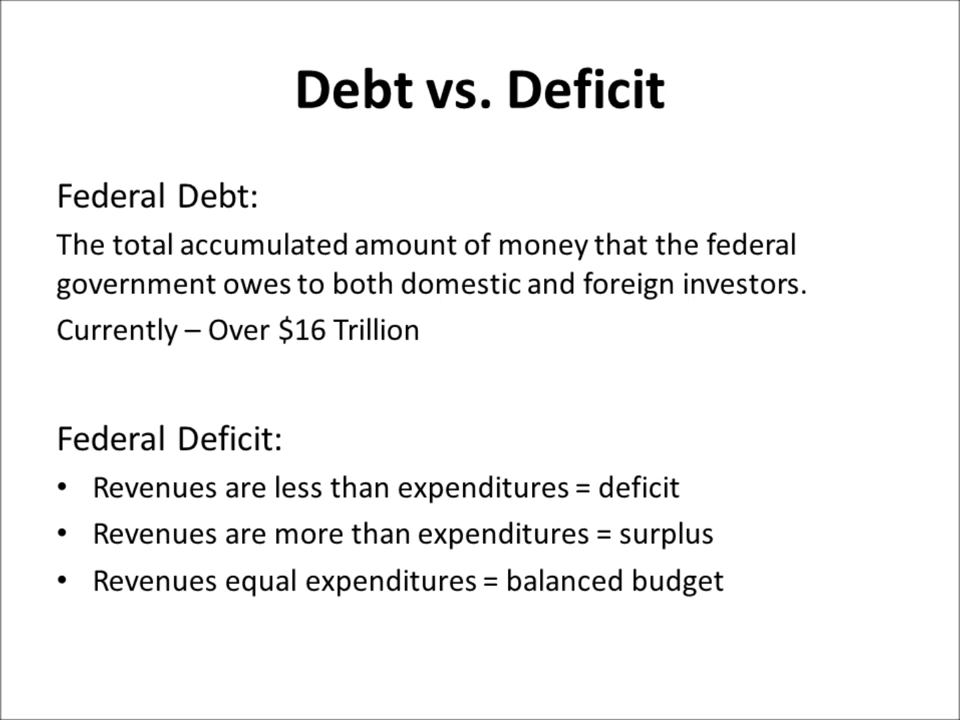 Debt vs. Deficit
Federal Debt:
The total accumulated amount of money that the federal
government owes to both domestic and foreign investors.
Currently – Over $16 Trillion
Federal Deficit:
• Revenues are less than expenditures = deficit
• Revenues are more than expenditures = surplus
• Revenues equal expenditures = balanced budget